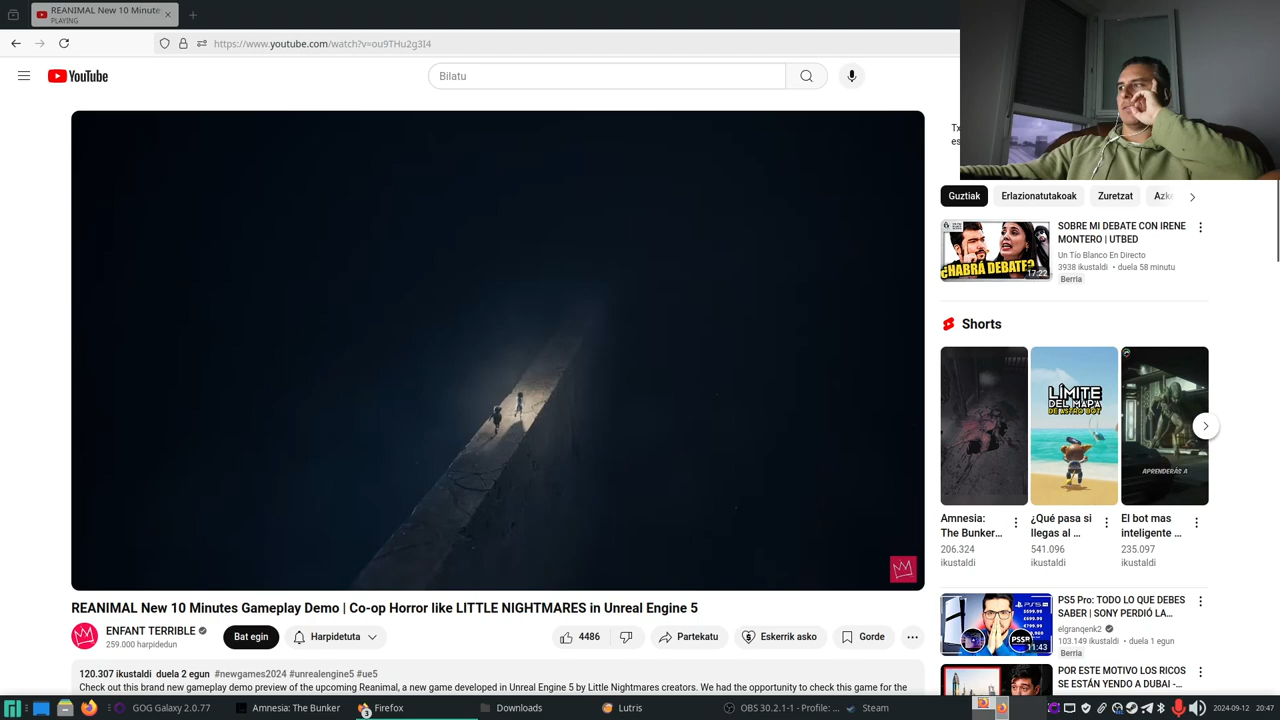 REANIMAL New 10 Minute
PLAYING
https://www.youtube.com/watch?v=ou9THu2g3I4
YouTube
Bilatu
Guztiak
Erlazionatutakoak
Zuretzat
¿HABRÁ DEBATE?
17:22
SOBRE MI DEBATE CON IRENE
MONTERO | UTBED
Un Tío Blanco En Directo
3938 ikustaldi • duela 58 minutu
Berria
Shorts
LÍMITE
DEL MAPA
DE ASTRO BOT
APRENDERÁS A
Amnesia:
The Bunker...
206.324
ikustaldi
¿Qué pasa si
llegas al ...
541.096
ikustaldi
El bot mas
inteligente ...
235.097
ikustaldi
REANIMAL New 10 Minutes Gameplay Demo | Co-op Horror like LITTLE NIGHTMARES in Unreal Engine 5
ENFANT TERRIBLE
259.000 harpidedun
Bat egin
Harpidetuta
4486
Partekatu
Eskerrik asko
Gorde
120.307 ikustaldi duela 2 egun #newgames2024 #unrealengine5 #ue5
Check out this brand new gameplay demo preview of the upcoming Reanimal, a new game developed in Unreal Engine 5 by Little Nightmares creators. We had the opportunity to check this game for the
PSSR
11:43
PS5 Pro: TODO LO QUE DEBES
SABER | SONY PERDIÓ LA...
elgranqenk2
103.149 ikustaldi • duela 1 egun
Berria
POR ESTE MOTIVO LOS RICOS
SE ESTÁN YENDO A DUBAI -...
GOG Galaxy 2.0.77
Amnesia: The Bunker
3
Firefox
Downloads
Lutris
OBS 30.2.1-1 - Profile: ...
Steam
2024-09-12
20:47